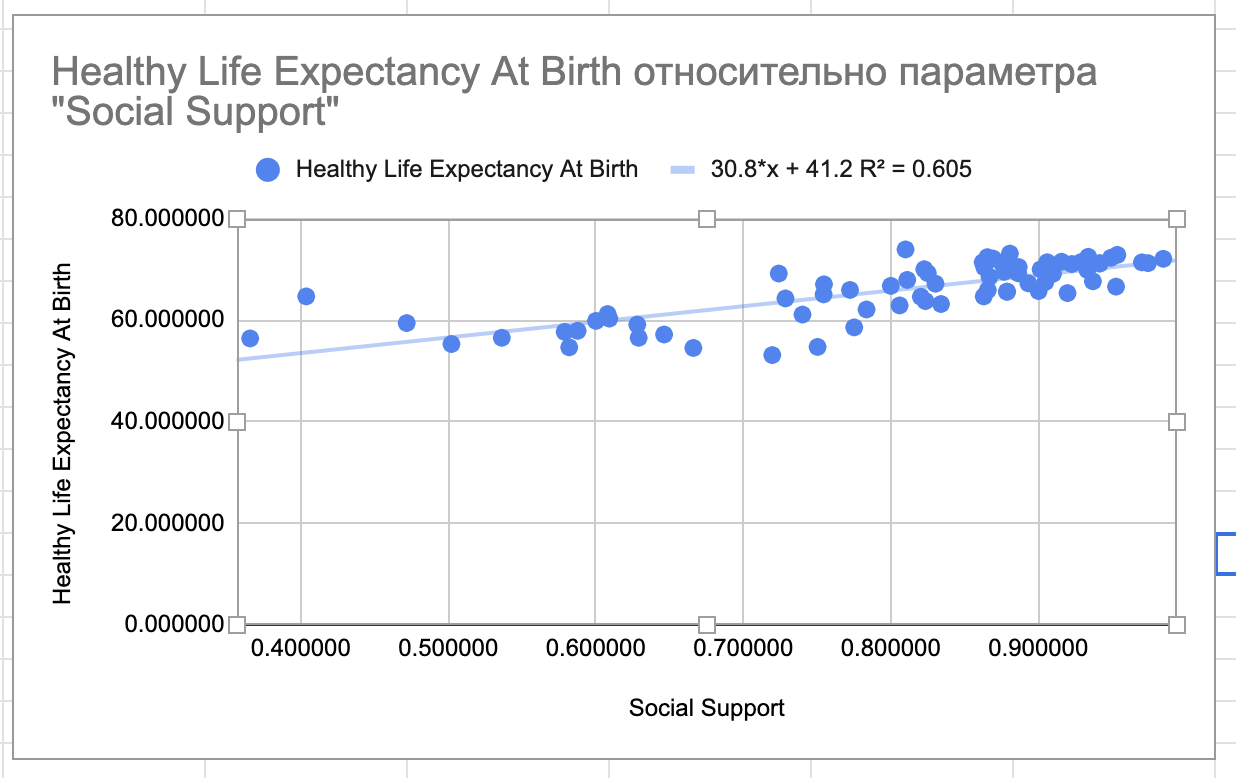 Healthy Life Expectancy At Birth относительно параметра
"Social Support"
Healthy Life Expectancy At Birth
30.8*x + 41.2 R² = 0.605
Healthy Life Expectancy At Birth
80.000000
60.000000
40.000000
20.000000
0.000000
0.400000 0.500000 0.600000 0.700000 0.800000 0.900000
Social Support